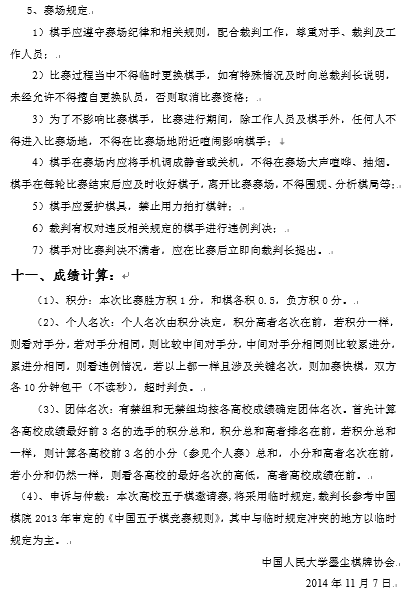 5、赛场规定
1）棋手应遵守赛场纪律和相关规则，配合裁判工作，尊重对手、裁判及工
作人员；
2）比赛过程当中不得临时更换棋手，如有特殊情况及时向总裁判长说明，
未经允许不得擅自更换队员，否则取消比赛资格；
3）为了不影响比赛棋手，比赛进行期间，除工作人员及棋手外，任何人不
得进入比赛场地，不得在比赛场地附近喧闹影响棋手；
4）棋手在赛场内应将手机调成静音或关机，不得在赛场大声喧哗、抽烟。
棋手在每轮比赛结束后应及时收好棋子，离开比赛赛场，不得围观、分析棋局等；
5）棋手应爱护棋具，禁止用力拍打棋钟；
6）裁判有权对违反相关规定的棋手进行违例判决；
7）棋手对比赛判决不满者，应在比赛后立即向裁判长提出。
十一、成绩计算：
（1）、积分：本次比赛胜方积 1 分，和棋各积 0.5，负方积 0 分。
（2）、个人名次：个人名次由积分决定，积分高者名次在前，若积分一样，
则看对手分，若对手分相同，则比较中间对手分，中间对手分相同则比较累进分，
累进分相同，则看违例情况，若以上都一样且涉及关键名次，则加赛快棋，双方
各 10 分钟包干（不读秒），超时判负。
（3）、团体名次：有禁组和无禁组均按各高校成绩确定团体名次。首先计算
各高校成绩最好前 3 名的选手的积分总和，积分总和高者排名在前，若积分总和
一样，则计算各高校前 3 名的小分（参见个人赛）总和，小分和高者名次在前，
若小分和仍然一样，则看各高校的最好名次的高低，高者高校成绩在前。
（4）、申诉与仲裁：本次高校五子棋邀请赛，将采用临时规定，裁判长参考中国
棋院 2013 年审定的《中国五子棋竞赛规则》，其中与临时规定冲突的地方以临时
规定为主。
中国人民大学墨尘棋牌协会
2014 年 11 月 7 日